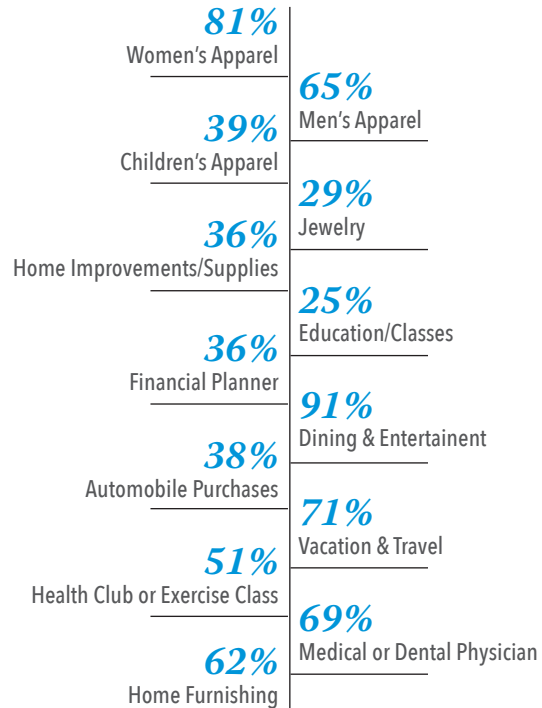 81%
Women's Apparel
65%
Men's Apparel
39%
Children's Apparel
29%
Jewelry
36%
Home Improvements/Supplies
25%
Education/Classes
36%
Financial Planner
91%
Dining & Entertainent
38%
Automobile Purchases
71%
Vacation & Travel
51%
Health Club or Exercise Class
69%
Medical or Dental Physician
62%
Home Furnishing